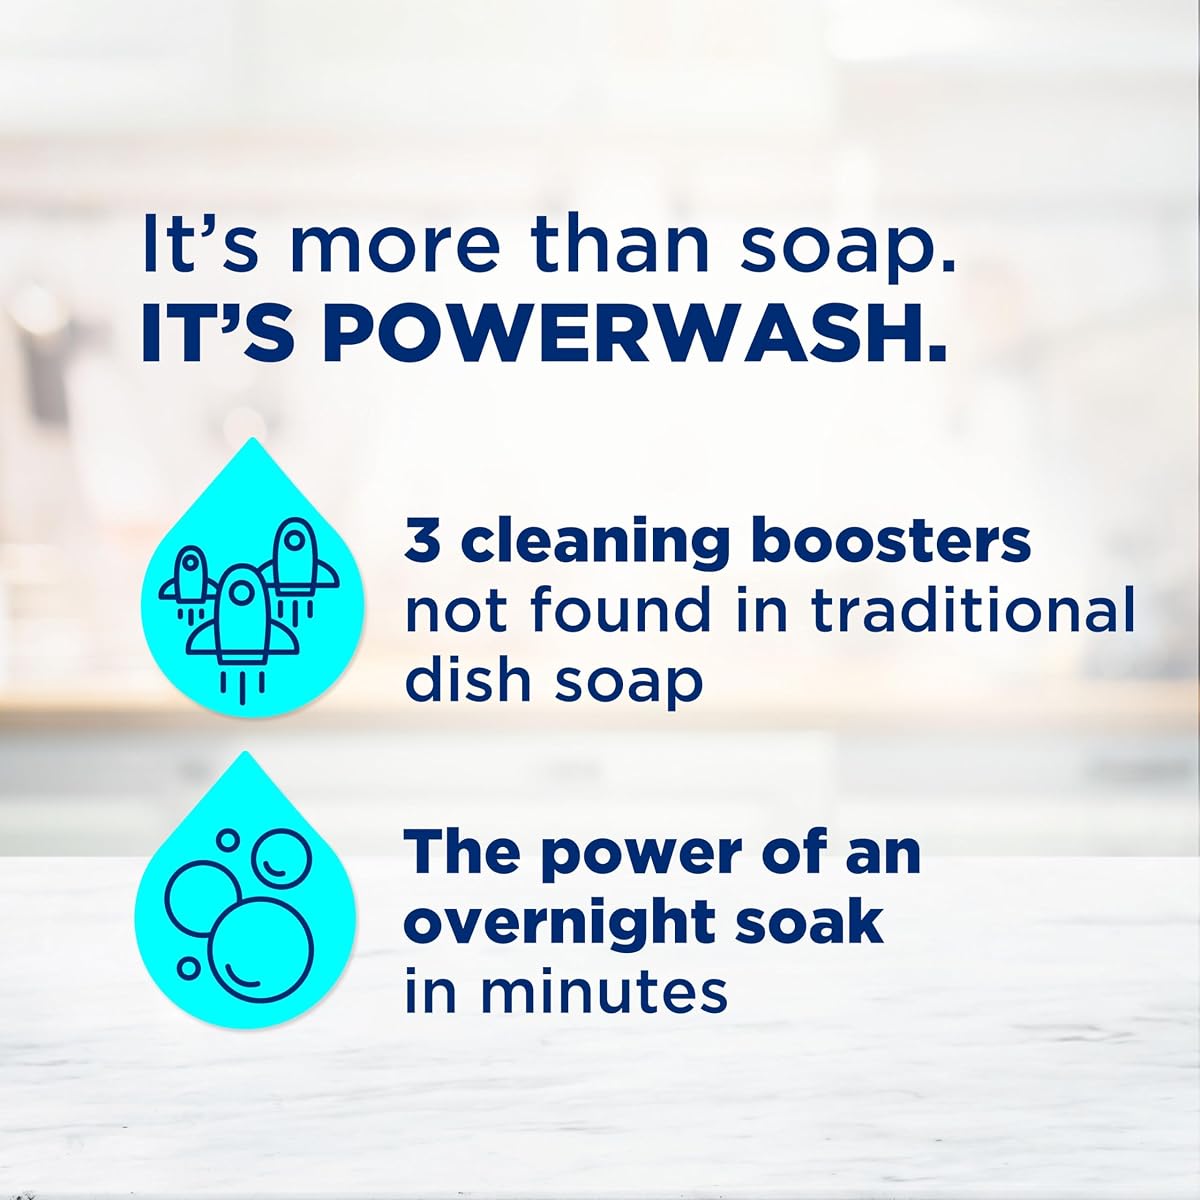 It’s more than soap.
IT’S POWERWASH.
3 cleaning boosters
not found in traditional
dish soap
The power of an
overnight soak
in minutes